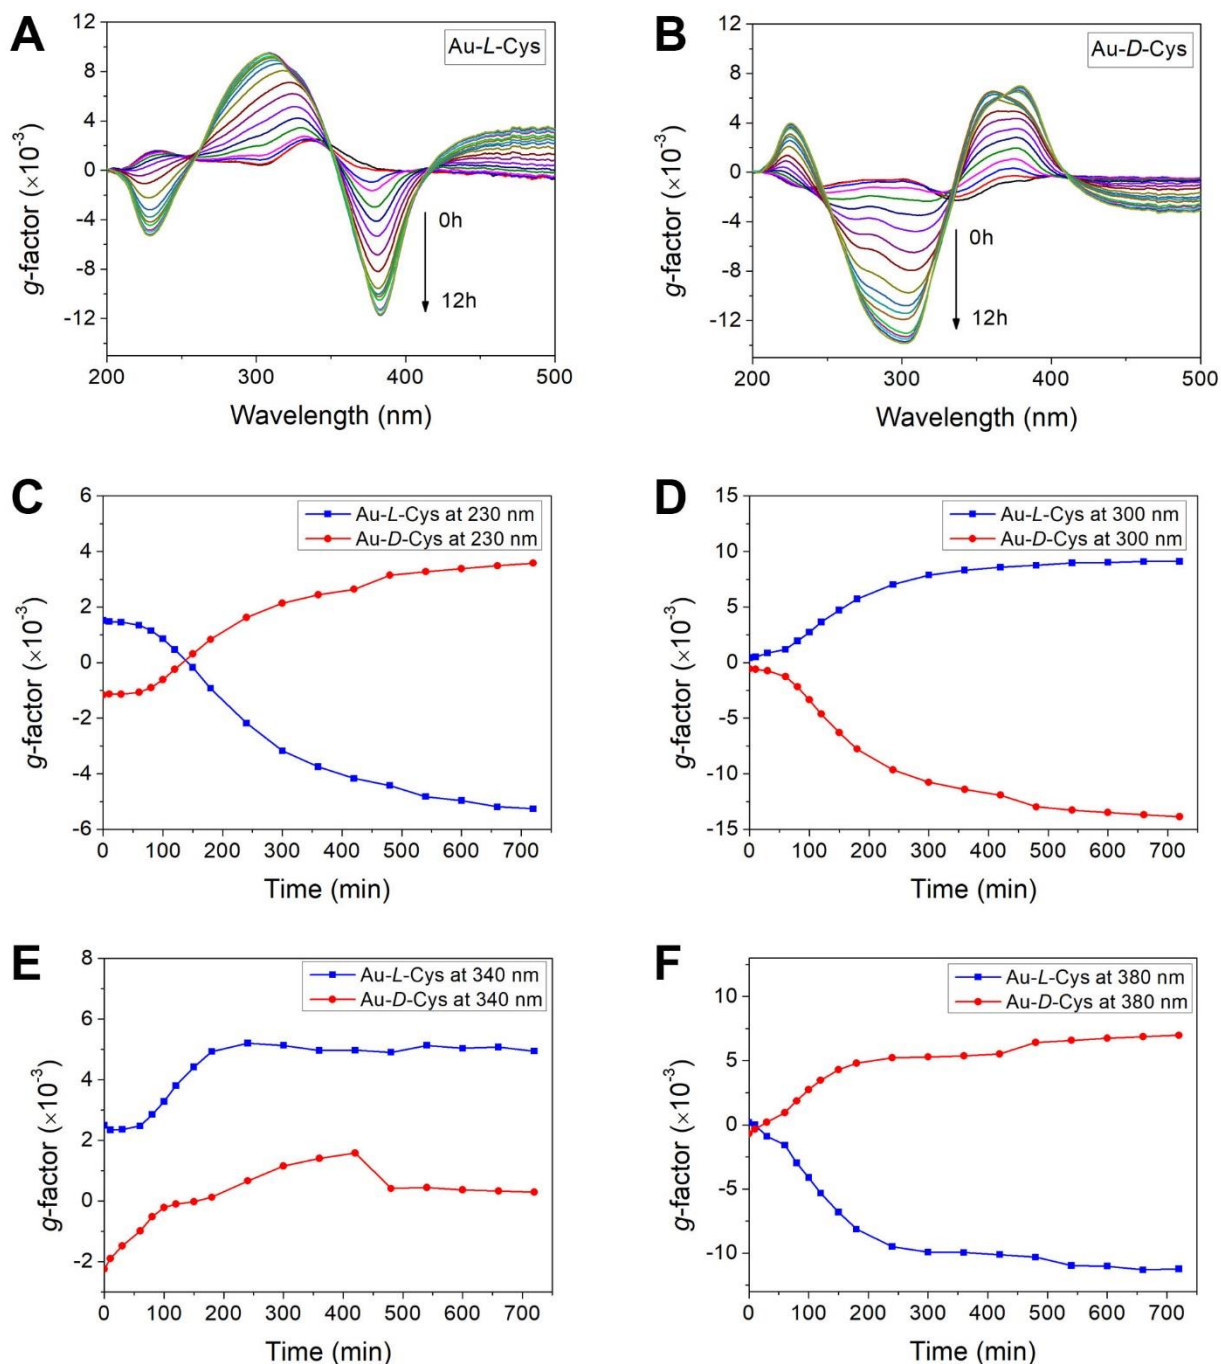 A
Au-L-Cys
g-factor (×10⁻³)
12
8
4
0
-4
-8
-12
0h
12h
200
300
400
500
Wavelength (nm)
B
Au-D-Cys
g-factor (×10⁻³)
12
8
4
0
-4
-8
-12
0h
12h
200
300
400
500
Wavelength (nm)
C
Au-L-Cys at 230 nm
Au-D-Cys at 230 nm
g-factor (×10⁻³)
6
4
2
0
-2
-4
-6
0 100 200 300 400 500 600 700
Time (min)
D
Au-L-Cys at 300 nm
Au-D-Cys at 300 nm
g-factor (×10⁻³)
15
10
5
0
-5
-10
-15
0 100 200 300 400 500 600 700
Time (min)
E
Au-L-Cys at 340 nm
Au-D-Cys at 340 nm
g-factor (×10⁻³)
8
6
4
2
0
-2
0 100 200 300 400 500 600 700
Time (min)
F
Au-L-Cys at 380 nm
Au-D-Cys at 380 nm
g-factor (×10⁻³)
10
5
0
-5
-10
0 100 200 300 400 500 600 700
Time (min)